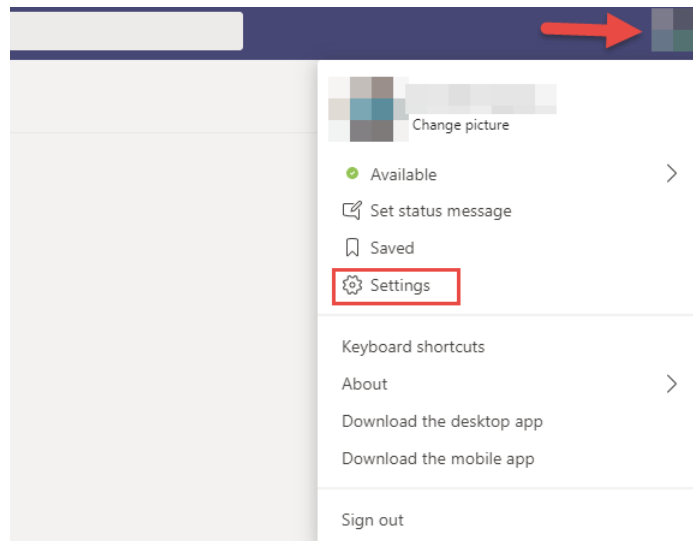 Change picture
Available
Set status message
Saved
Settings
Keyboard shortcuts
About
Download the desktop app
Download the mobile app
Sign out